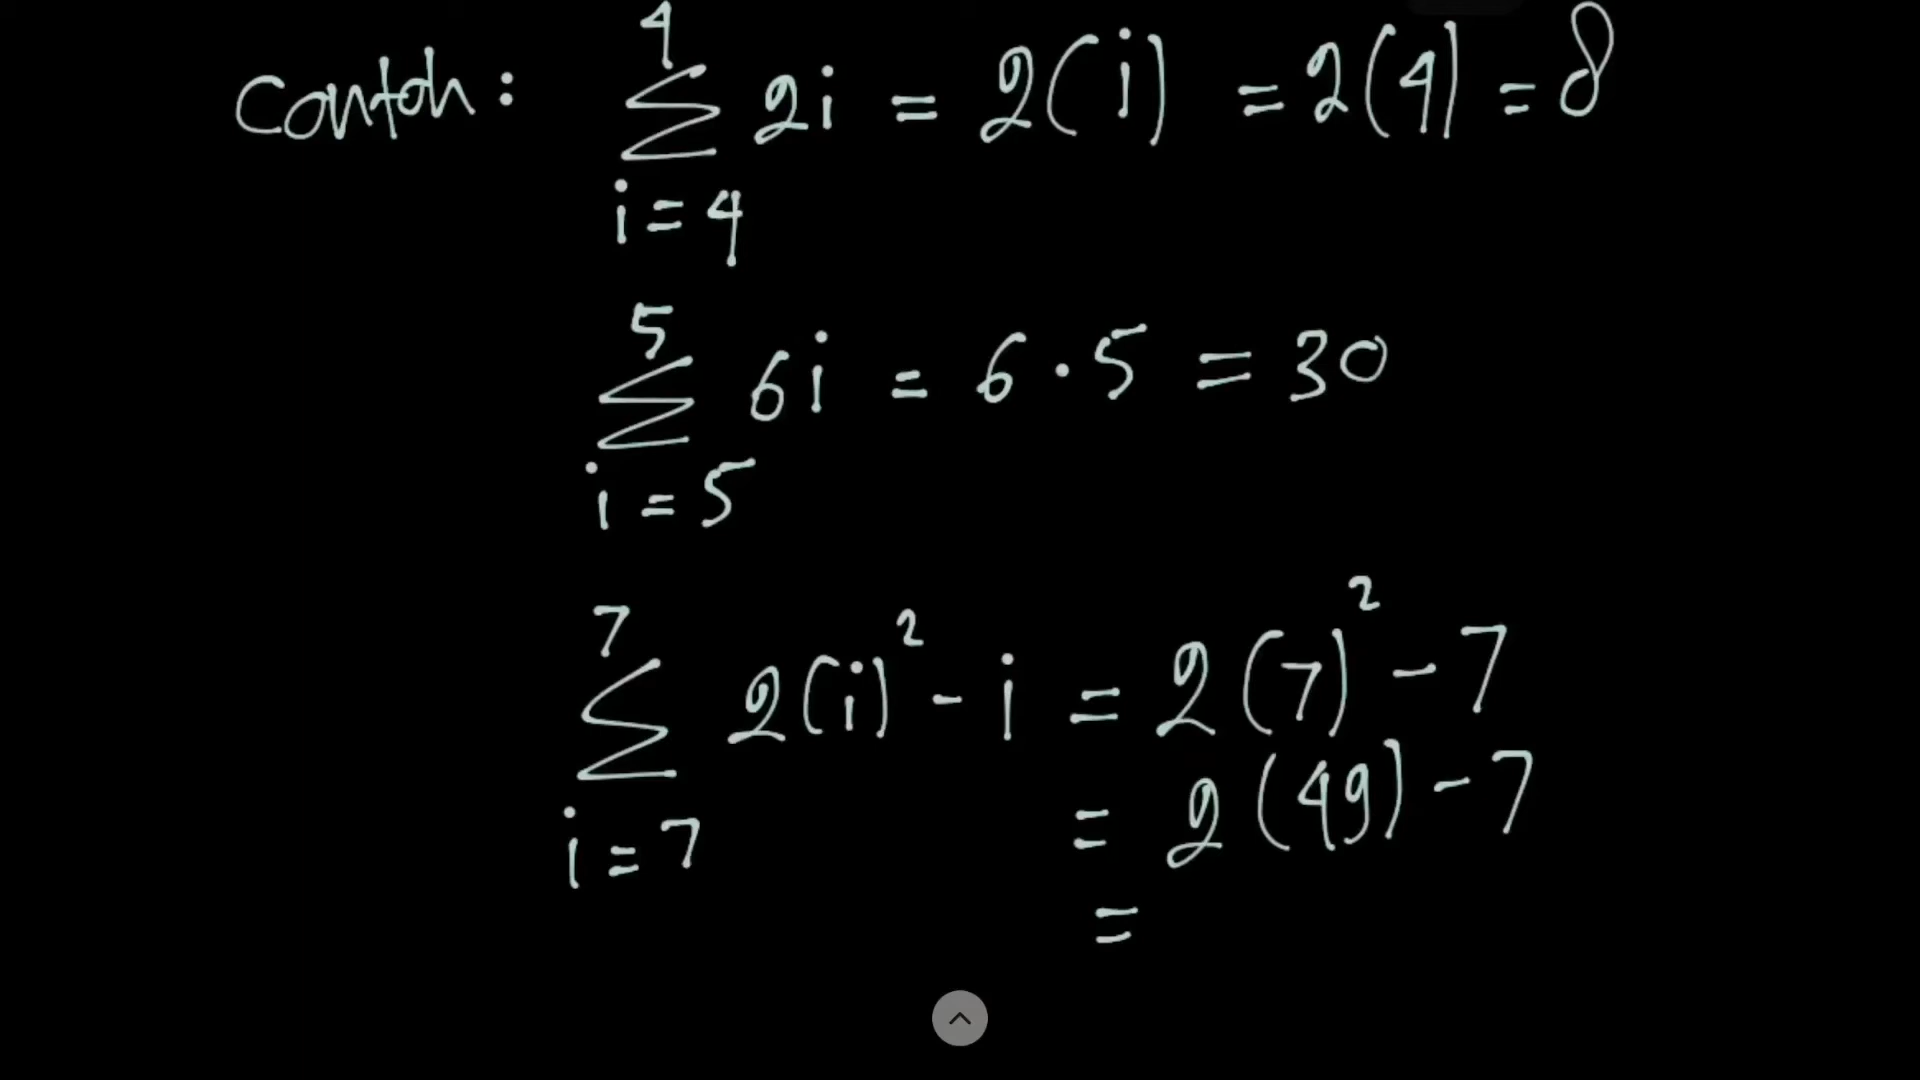 Contoh : 4 ∑ i = 4 2i = 2(i) = 2(4) = 8
5 ∑ i = 5 6i = 6 · 5 = 30
7 ∑ i = 7 2(i)² - i = 2(7)² - 7
= 2(49) - 7
=